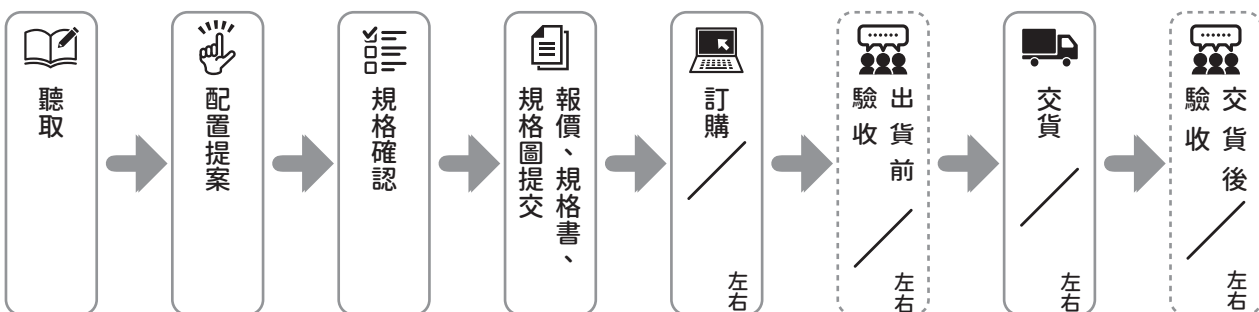 聽取
配置提案
規格確認
報價、規格書、
規格圖提交
訂購
／
左右
出貨前
驗收
／
左右
交貨
／
左右
交貨後
驗收
／
左右